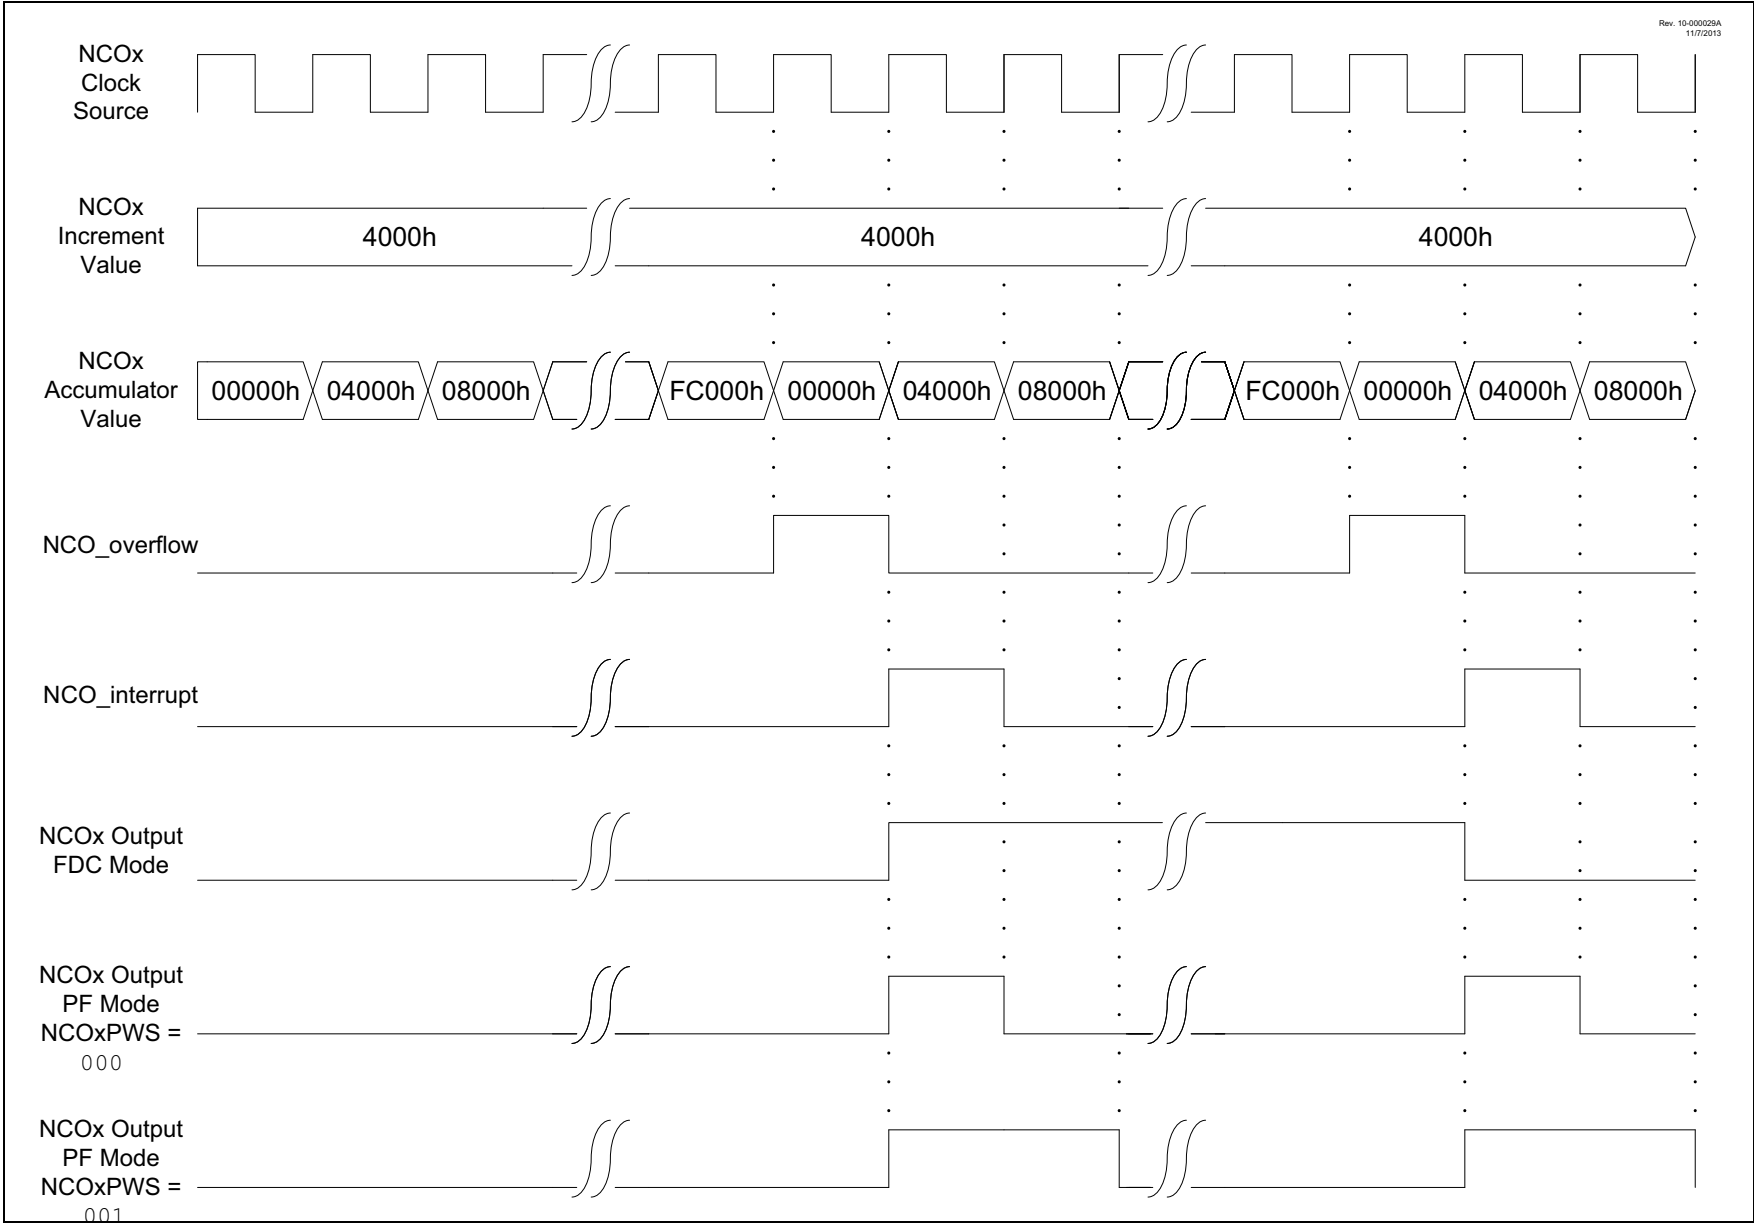 Rev. 10-000029A
11/7/2013
NCOx
Clock
Source
NCOx
Increment
Value
4000h
4000h
4000h
NCOx
Accumulator
Value
00000h 04000h 08000h FC000h 00000h 04000h 08000h FC000h 00000h 04000h 08000h
NCO_overflow
NCO_interrupt
NCOx Output
FDC Mode
NCOx Output
PF Mode
NCOxPWS =
000
NCOx Output
PF Mode
NCOxPWS =
001